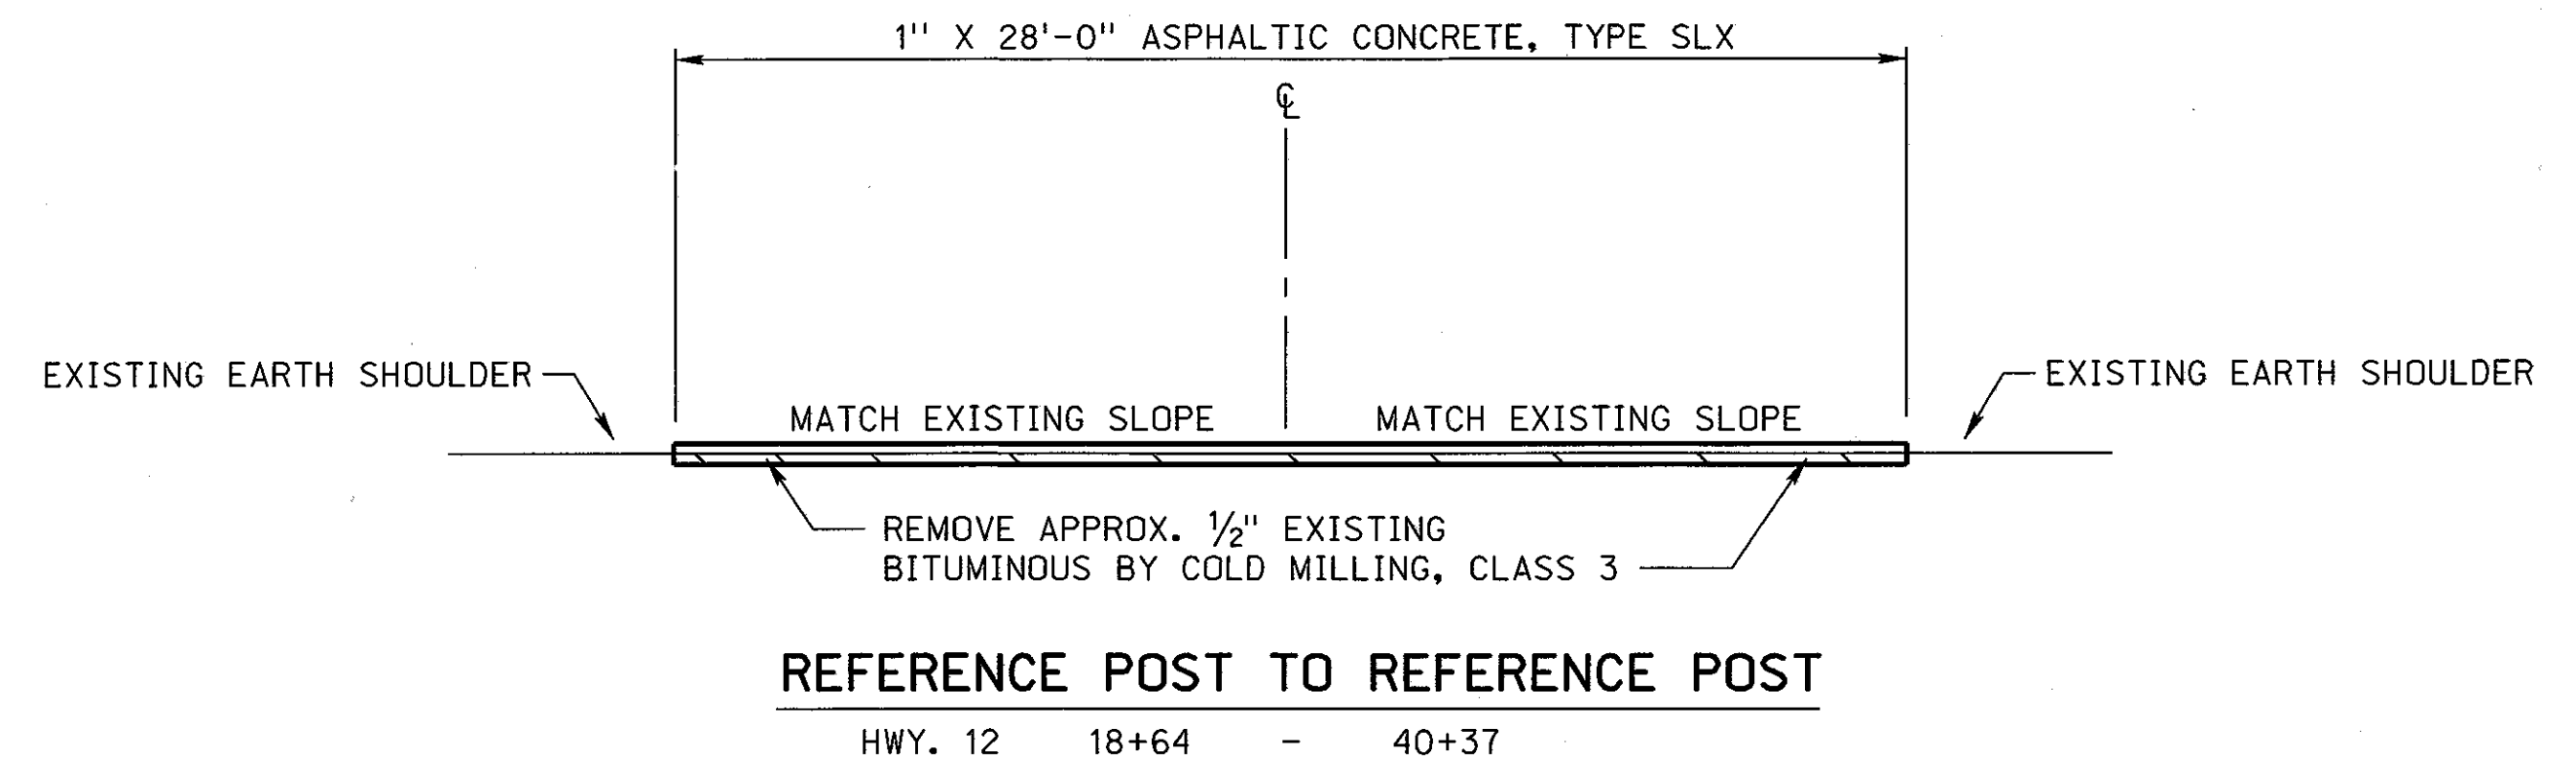 1" X 28'-0" ASPHALTIC CONCRETE, TYPE SLX
℄
EXISTING EARTH SHOULDER
EXISTING EARTH SHOULDER
MATCH EXISTING SLOPE
MATCH EXISTING SLOPE
REMOVE APPROX. ½" EXISTING
BITUMINOUS BY COLD MILLING, CLASS 3
REFERENCE POST TO REFERENCE POST
HWY. 12 18+64 - 40+37